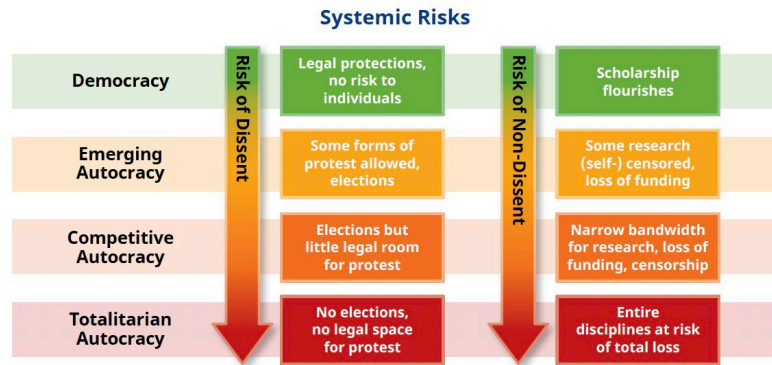 Systemic Risks
Democracy
Risk of Dissent
Legal protections,
no risk to
individuals
Risk of Non-Dissent
Scholarship
flourishes
Emerging
Autocracy
Some forms of
protest allowed,
elections
Some research
(self-) censored,
loss of funding
Competitive
Autocracy
Elections but
little legal room
for protest
Narrow bandwidth
for research, loss of
funding, censorship
Totalitarian
Autocracy
No elections,
no legal space
for protest
Entire
disciplines at risk
of total loss